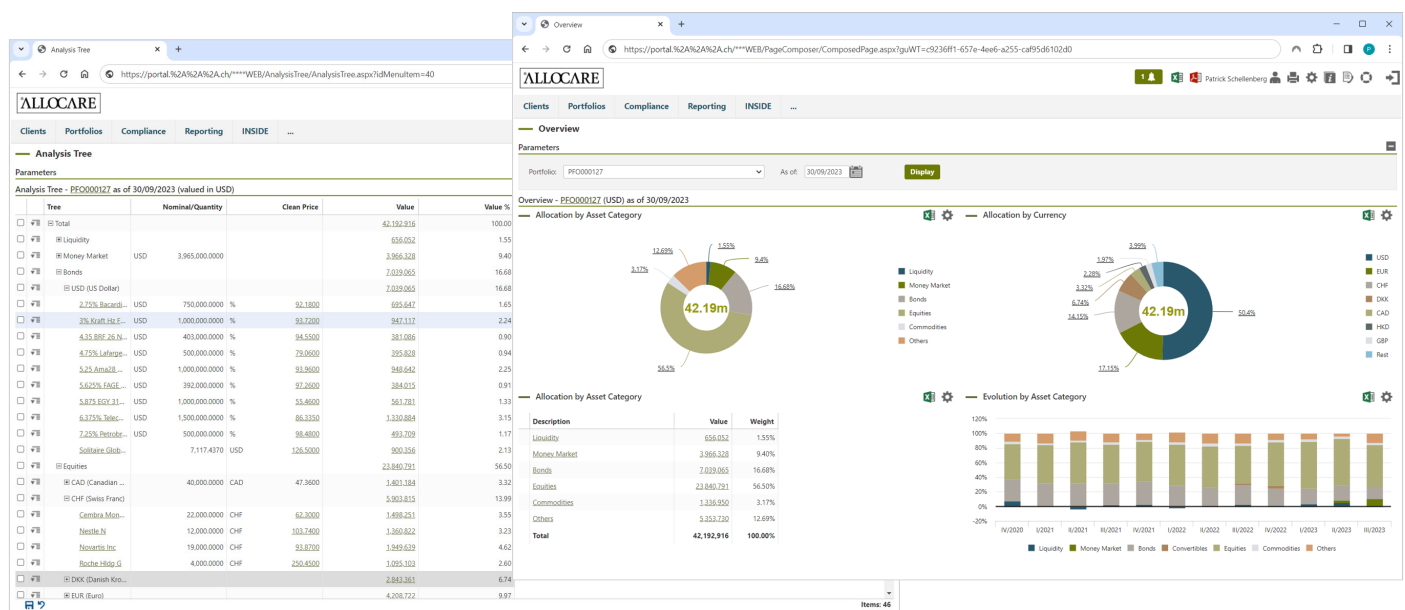 Analysis Tree
https://portal.%2A%2A%2A.ch/****WEB/AnalysisTree/AnalysisTree.aspx?idMenuItem=40
ALLOCARE
Clients Portfolios Compliance Reporting INSIDE ...
Analysis Tree
Parameters
Analysis Tree - PFO000127 as of 30/09/2023 (valued in USD)
Tree Nominal/Quantity Clean Price Value Value %
Total 42,192,916 100.00
Liquidity 656,052 1.55
Money Market USD 3,965,000.0000 3,966,328 9.40
Bonds 7,039,065 16.68
USD (US Dollar) 7,039,065 16.68
2.75% Bacardi... USD 750,000.0000 % 92.1800 695,647 1.65
3% Kraft Hz F... USD 1,000,000.0000 % 93.7200 947,117 2.24
4.35 BRF 26 N... USD 403,000.0000 % 94.5500 381,086 0.90
4.75% Lafarge... USD 500,000.0000 % 79.0600 395,828 0.94
5.25 Ama28 ... USD 1,000,000.0000 % 93.9600 948,642 2.25
5.625% FAGE ... USD 392,000.0000 % 97.2600 384,015 0.91
5.875 EGY 31... USD 1,000,000.0000 % 55.4600 561,781 1.33
6.375% Telec... USD 1,500,000.0000 % 86.3350 1,330,884 3.15
7.25% Petrobr... USD 500,000.0000 % 98.4800 493,709 1.17
Solitaire Glob... 7,117.4370 USD 126.5000 900,356 2.13
Equities 23,840,791 56.50
CAD (Canadian ... 40,000.0000 CAD 47.3600 1,401,184 3.32
CHF (Swiss Franc) 5,903,815 13.99
Cembra Mon... 22,000.0000 CHF 62.3000 1,498,251 3.55
Nestle N 12,000.0000 CHF 103.7400 1,360,822 3.23
Novartis Inc 19,000.0000 CHF 93.8700 1,949,639 4.62
Roche Hldg G 4,000.0000 CHF 250.4500 1,095,103 2.60
DKK (Danish Kro... 2,843,361 6.74
EUR (Euro) 4,208,722 9.97
Items: 46
Overview
https://portal.%2A%2A%2A.ch/***WEB/PageComposer/ComposedPage.aspx?guWT=c9236ff1-657e-4ee6-a255-caf95d6102d0
P
ALLOCARE
1 Patrick Schellenberg
Clients Portfolios Compliance Reporting INSIDE ...
Overview
Parameters
Portfolio: PFO000127 As of: 30/09/2023 Display
Overview - PFO000127 (USD) as of 30/09/2023
Allocation by Asset Category
1.55%
12.69%
9.4%
3.17%
16.68%
42.19m
56.5%
Liquidity
Money Market
Bonds
Equities
Commodities
Others
Allocation by Currency
3.99%
1.97%
2.28%
3.32%
6.74%
14.15%
42.19m
50.4%
17.15%
USD
EUR
CHF
DKK
CAD
HKD
GBP
Rest
Allocation by Asset Category
Description Value Weight
Liquidity 656,052 1.55%
Money Market 3,966,328 9.40%
Bonds 7,039,065 16.68%
Equities 23,840,791 56.50%
Commodities 1,336,950 3.17%
Others 5,353,730 12.69%
Total 42,192,916 100.00%
Evolution by Asset Category
120%
100%
80%
60%
40%
20%
0%
-20%
IV/2020 I/2021 II/2021 III/2021 IV/2021 I/2022 II/2022 III/2022 IV/2022 I/2023 II/2023 III/2023
Liquidity Money Market Bonds Convertibles Equities Commodities Others